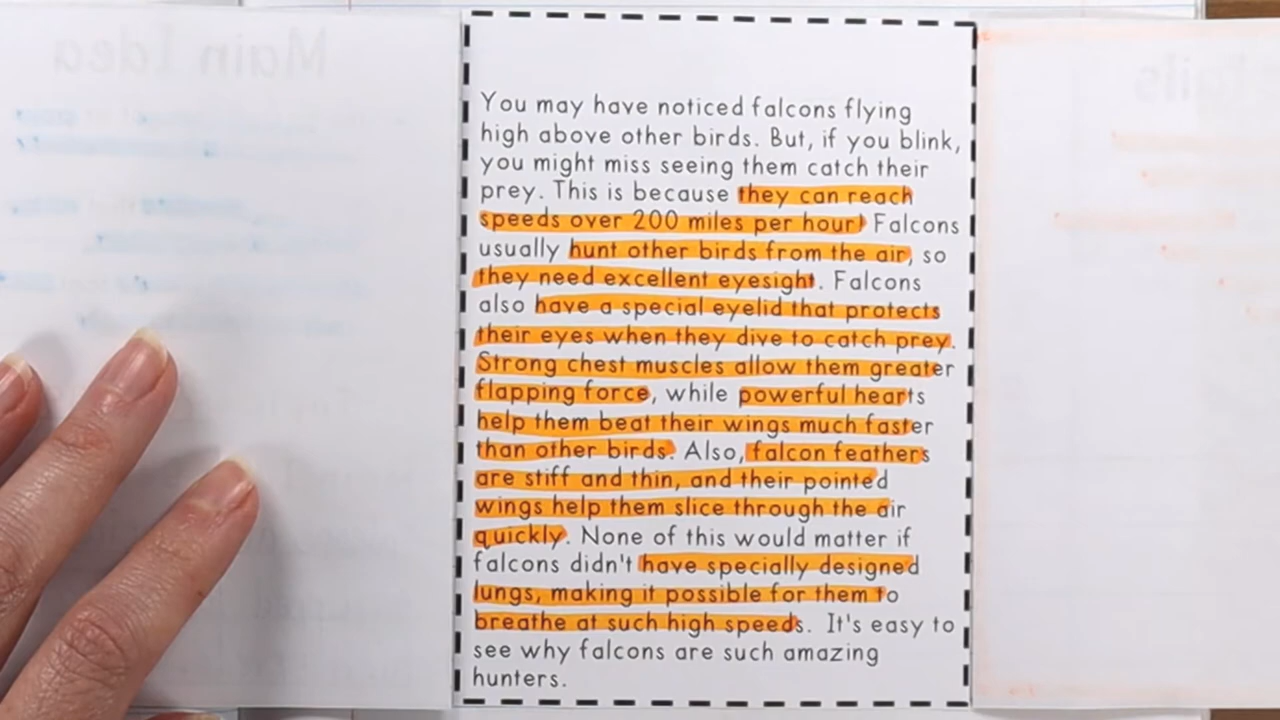 Main Idea
You may have noticed falcons flying
high above other birds. But, if you blink,
you might miss seeing them catch their
prey. This is because they can reach
speeds over 200 miles per hour! Falcons
usually hunt other birds from the air, so
they need excellent eyesight. Falcons
also have a special eyelid that protects
their eyes when they dive to catch prey.
Strong chest muscles allow them greater
flapping force, while powerful hearts
help them beat their wings much faster
than other birds. Also, falcon feathers
are stiff and thin, and their pointed
wings help them slice through the air
quickly. None of this would matter if
falcons didn't have specially designed
lungs, making it possible for them to
breathe at such high speeds. It's easy to
see why falcons are such amazing
hunters.